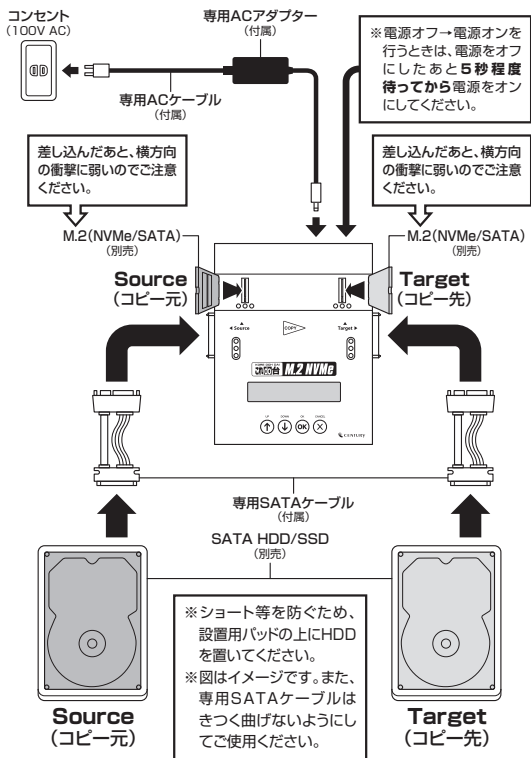 コンセント
(100V AC)
専用ACアダプター
(付属)
専用ACケーブル
(付属)
※電源オフ→電源オンを
行うときは、電源をオフ
にしたあと5秒程度
待ってから電源をオン
にしてください。
差し込んだあと、横方向
の衝撃に弱いのでご注意
ください。
差し込んだあと、横方向
の衝撃に弱いのでご注意
ください。
M.2(NVMe/SATA)
(別売)
M.2(NVMe/SATA)
(別売)
Source
(コピー元)
Target
(コピー先)
Source
COPY
Target
M.2 NVMe
UP
DOWN
OK
CANCEL
OK
CENTURY
専用SATAケーブル
(付属)
SATA HDD/SSD
(別売)
※ショート等を防ぐため、
設置用パッドの上にHDD
を置いてください。
※図はイメージです。また、
専用SATAケーブルは
きつく曲げないようにし
てご使用ください。
Source
(コピー元)
Target
(コピー先)